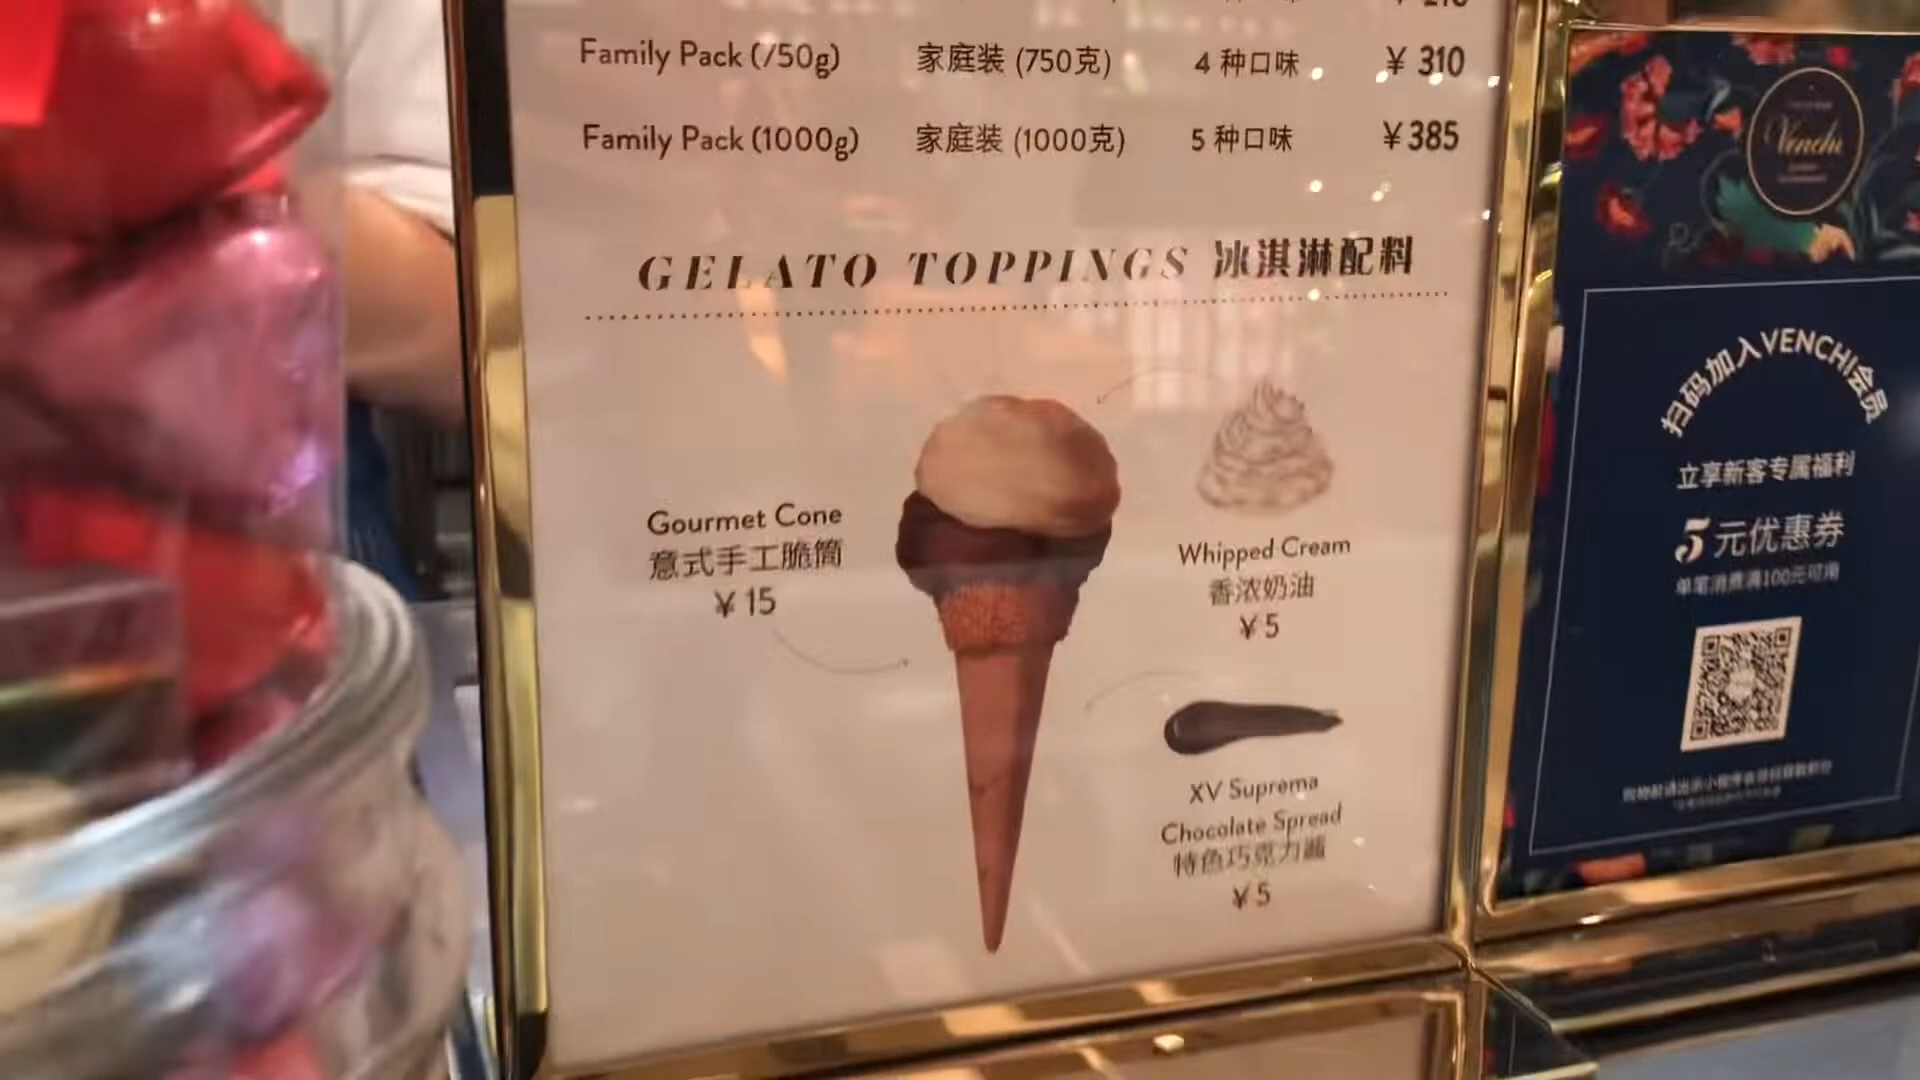 Family Pack (/50g) 家庭装 (750克) 4 种口味 ¥ 310
Family Pack (1000g) 家庭装 (1000克) 5 种口味 ¥385
GELATO TOPPINGS 冰淇淋配料
Gourmet Cone
意式手工脆筒
¥ 15
Whipped Cream
香浓奶油
¥ 5
XV Suprema
Chocolate Spread
特色巧克力酱
¥ 5
Venchi
扫码加入VENCHI会员
立享新客专属福利
5元优惠券
单笔消费满100元可用